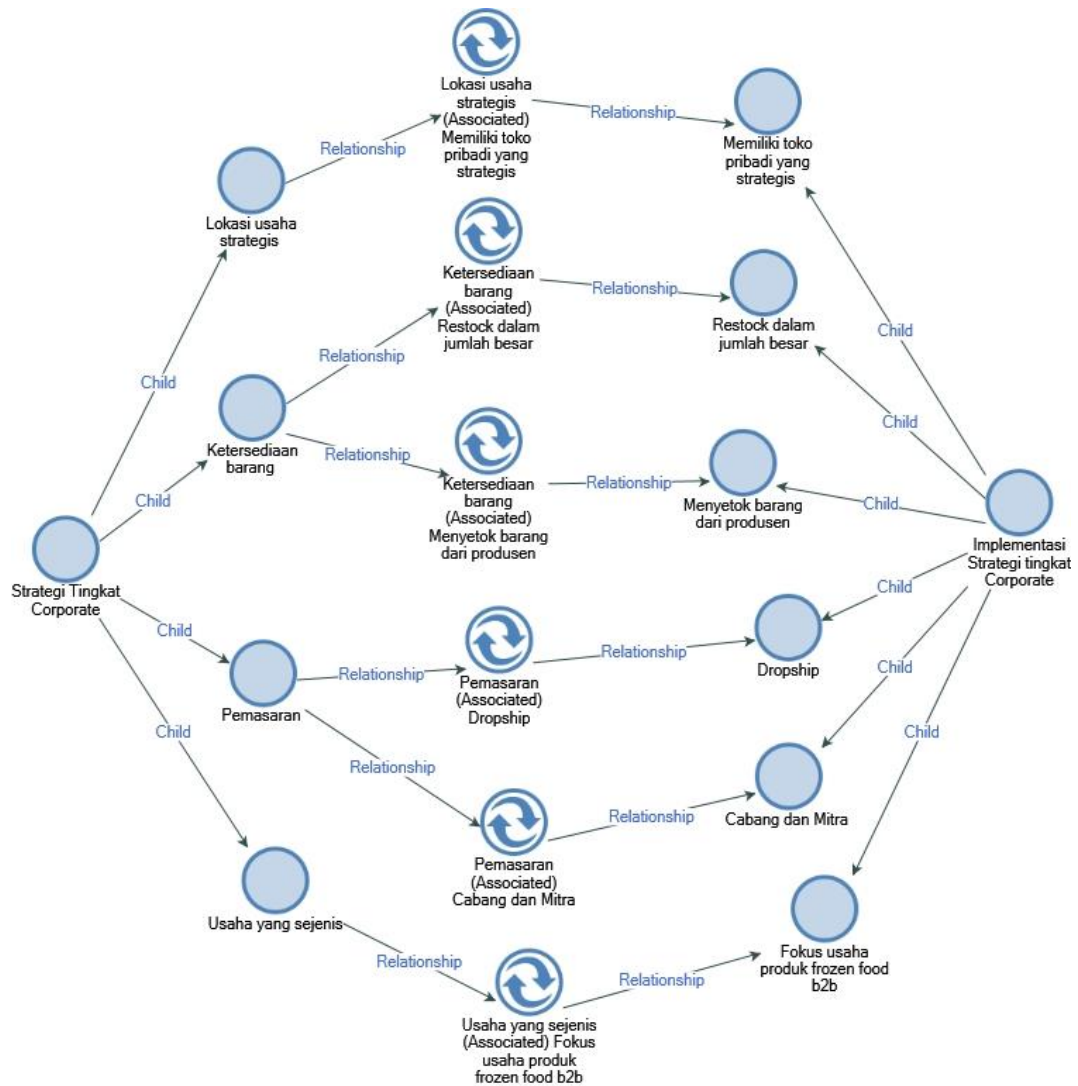 Lokasi usaha
strategis
(Associated)
Memiliki toko
pribadi yang
strategis
Relationship
Memiliki toko
pribadi yang
strategis
Relationship
Lokasi usaha
strategis
Ketersediaan
barang
(Associated)
Restock dalam
jumlah besar
Relationship
Restock dalam
jumlah besar
Child
Relationship
Child
Child
Ketersediaan
barang
Relationship
Ketersediaan
barang
(Associated)
Menyetok barang
dari produsen
Relationship
Menyetok barang
dari produsen
Child
Child
Implementasi
Strategi tingkat
Corporate
Strategi Tingkat
Corporate
Child
Child
Pemasaran
Relationship
Pemasaran
(Associated)
Dropship
Relationship
Dropship
Child
Child
Child
Relationship
Pemasaran
(Associated)
Cabang dan Mitra
Relationship
Cabang dan Mitra
Usaha yang sejenis
Relationship
Usaha yang sejenis
(Associated) Fokus
usaha produk
frozen food b2b
Relationship
Fokus usaha
produk frozen food
b2b